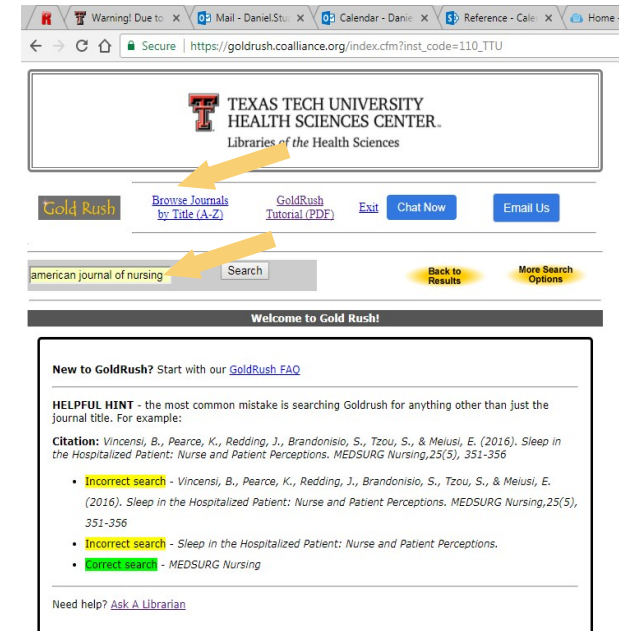 Warning! Due to
Mail - Daniel.Stu
Calendar - Danie
Reference - Cale
Home -
Secure | https://goldrush.coalliance.org/index.cfm?inst_code=110_TTU
TEXAS TECH UNIVERSITY
HEALTH SCIENCES CENTER.
Libraries of the Health Sciences
Gold Rush
Browse Journals
by Title (A-Z)
GoldRush
Tutorial (PDF)
Exit
Chat Now
Email Us
american journal of nursing
Search
Back to
Results
More Search
Options
Welcome to Gold Rush!
New to GoldRush? Start with our GoldRush FAQ
HELPFUL HINT - the most common mistake is searching Goldrush for anything other than just the
journal title. For example:
Citation: Vincensi, B., Pearce, K., Redding, J., Brandonisio, S., Tzou, S., & Meiusi, E. (2016). Sleep in
the Hospitalized Patient: Nurse and Patient Perceptions. MEDSURG Nursing,25(5), 351-356
• Incorrect search - Vincensi, B., Pearce, K., Redding, J., Brandonisio, S., Tzou, S., & Meiusi, E.
(2016). Sleep in the Hospitalized Patient: Nurse and Patient Perceptions. MEDSURG Nursing,25(5),
351-356
• Incorrect search - Sleep in the Hospitalized Patient: Nurse and Patient Perceptions.
• Correct search - MEDSURG Nursing
Need help? Ask A Librarian